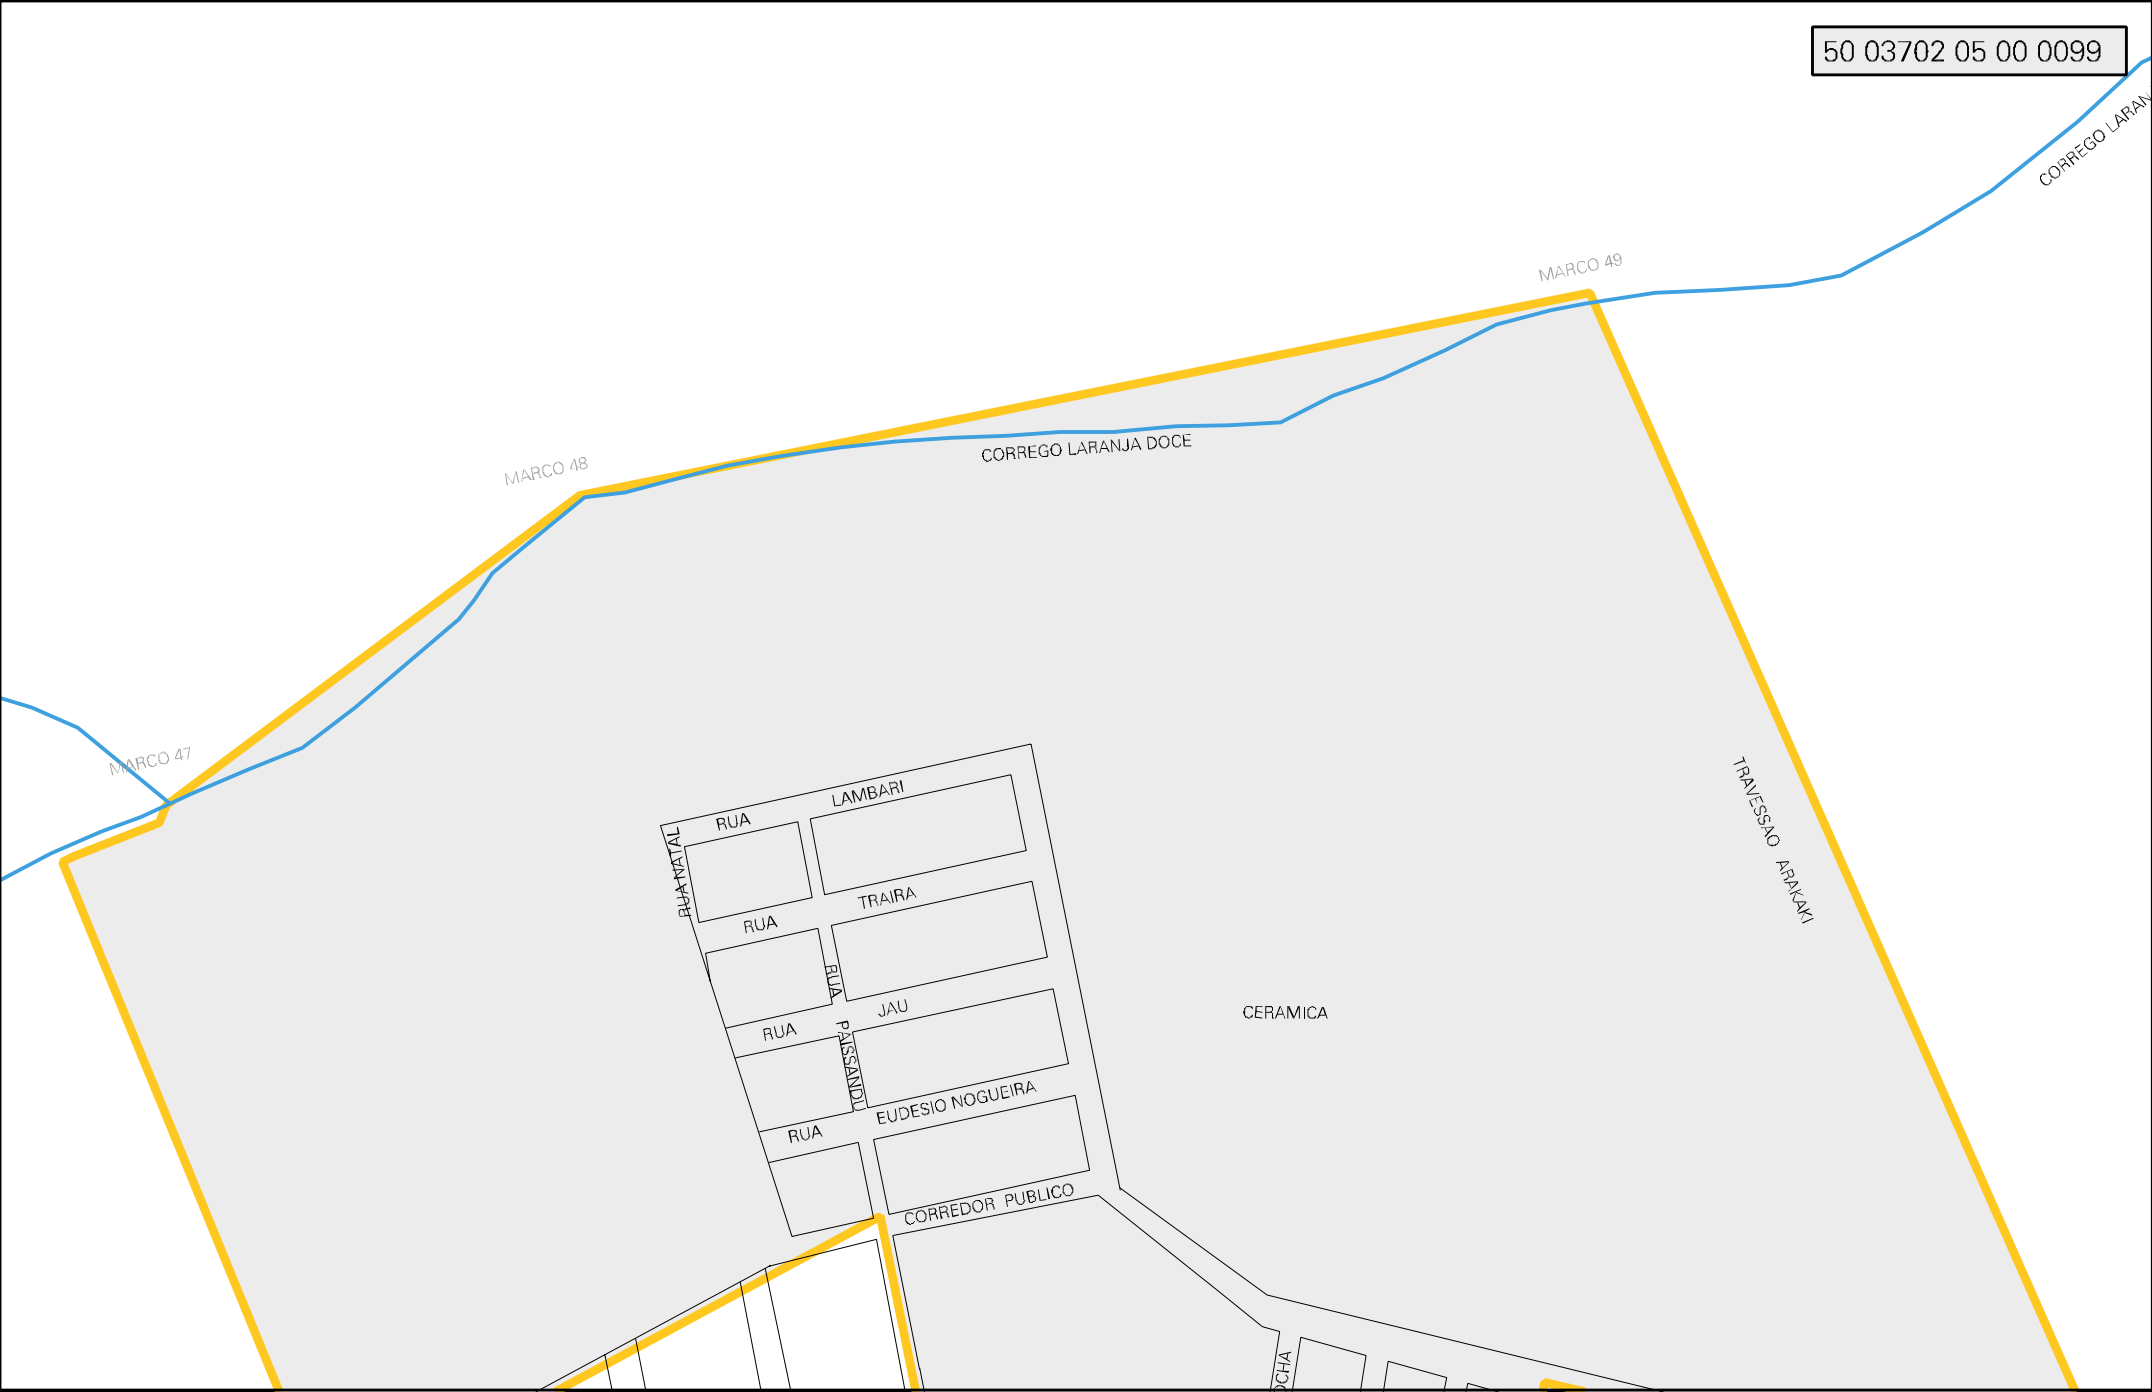 50 03702 05 00 0099
CORREGO LARAN
MARCO 49
CORREGO LARANJA DOCE
MARCO 48
MARCO 47
TRAVESSAO ARAKAKI
RUA LAMBARI
RUA NATAL
RUA TRAIRA
RUA PAISSANDU
RUA JAU
CERAMICA
RUA EUDESIO NOGUEIRA
CORREDOR PUBLICO
OCHA